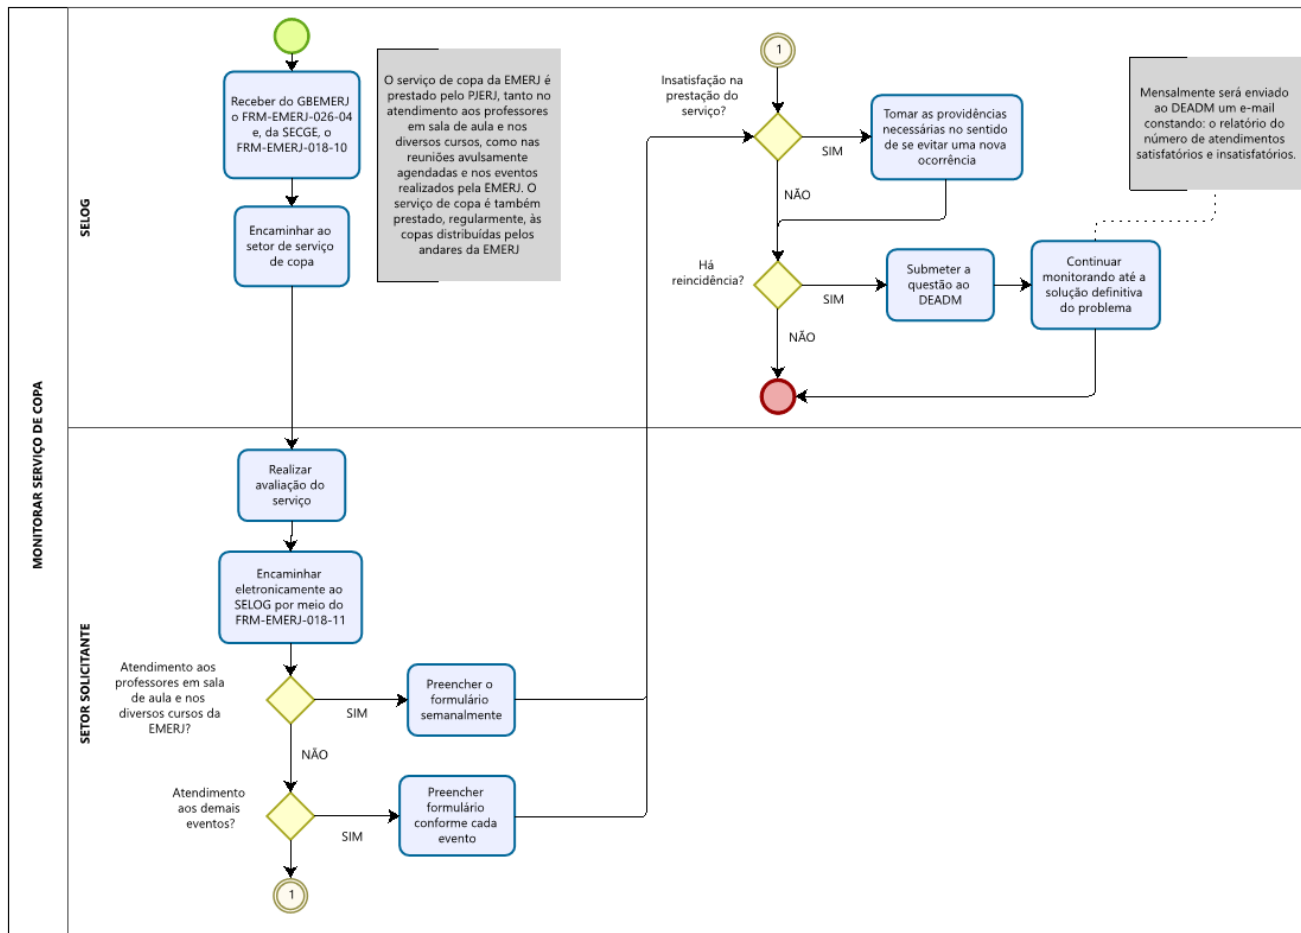 MONITORAR SERVIÇO DE COPA
SELOG
Receber do GBEMERJ
o FRM-EMERJ-026-04
e, da SECGE, o
FRM-EMERJ-018-10
Encaminhar ao
setor de serviço
de copa
O serviço de copa da EMERJ é
prestado pelo PJERJ, tanto no
atendimento aos professores
em sala de aula e nos
diversos cursos, como nas
reuniões avulsamente
agendadas e nos eventos
realizados pela EMERJ. O
serviço de copa é também
prestado, regularmente, às
copas distribuídas pelos
andares da EMERJ
1
Insatisfação na
prestação do
serviço?
SIM
Tomar as providências
necessárias no sentido
de se evitar uma nova
ocorrência
NÃO
Há
reincidência?
SIM
Submeter a
questão ao
DEADM
Continuar
monitorando até a
solução definitiva
do problema
Mensalmente será enviado
ao DEADM um e-mail
constando: o relatório do
número de atendimentos
satisfatórios e insatisfatórios.
NÃO
SETOR SOLICITANTE
Realizar
avaliação do
serviço
Encaminhar
eletronicamente ao
SELOG por meio do
FRM-EMERJ-018-11
Atendimento aos
professores em sala
de aula e nos
diversos cursos da
EMERJ?
SIM
Preencher o
formulário
semanalmente
NÃO
Atendimento
aos demais
eventos?
SIM
Preencher
formulário
conforme cada
evento
1